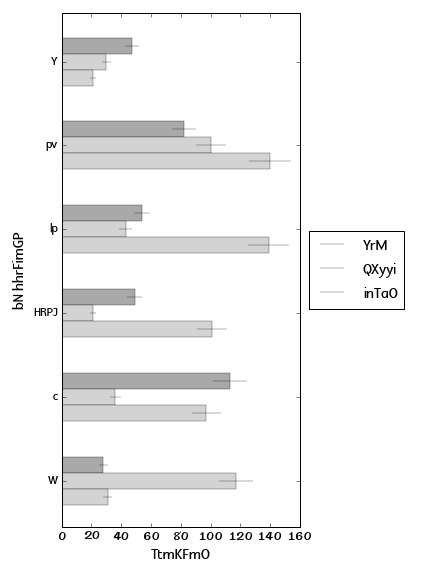 Y
pv
lp
HRPJ
c
W
bN hhrFimGP
0 20 40 60 80 100 120 140 160
TtmKFmO
YrM
QXyyi
inTaO